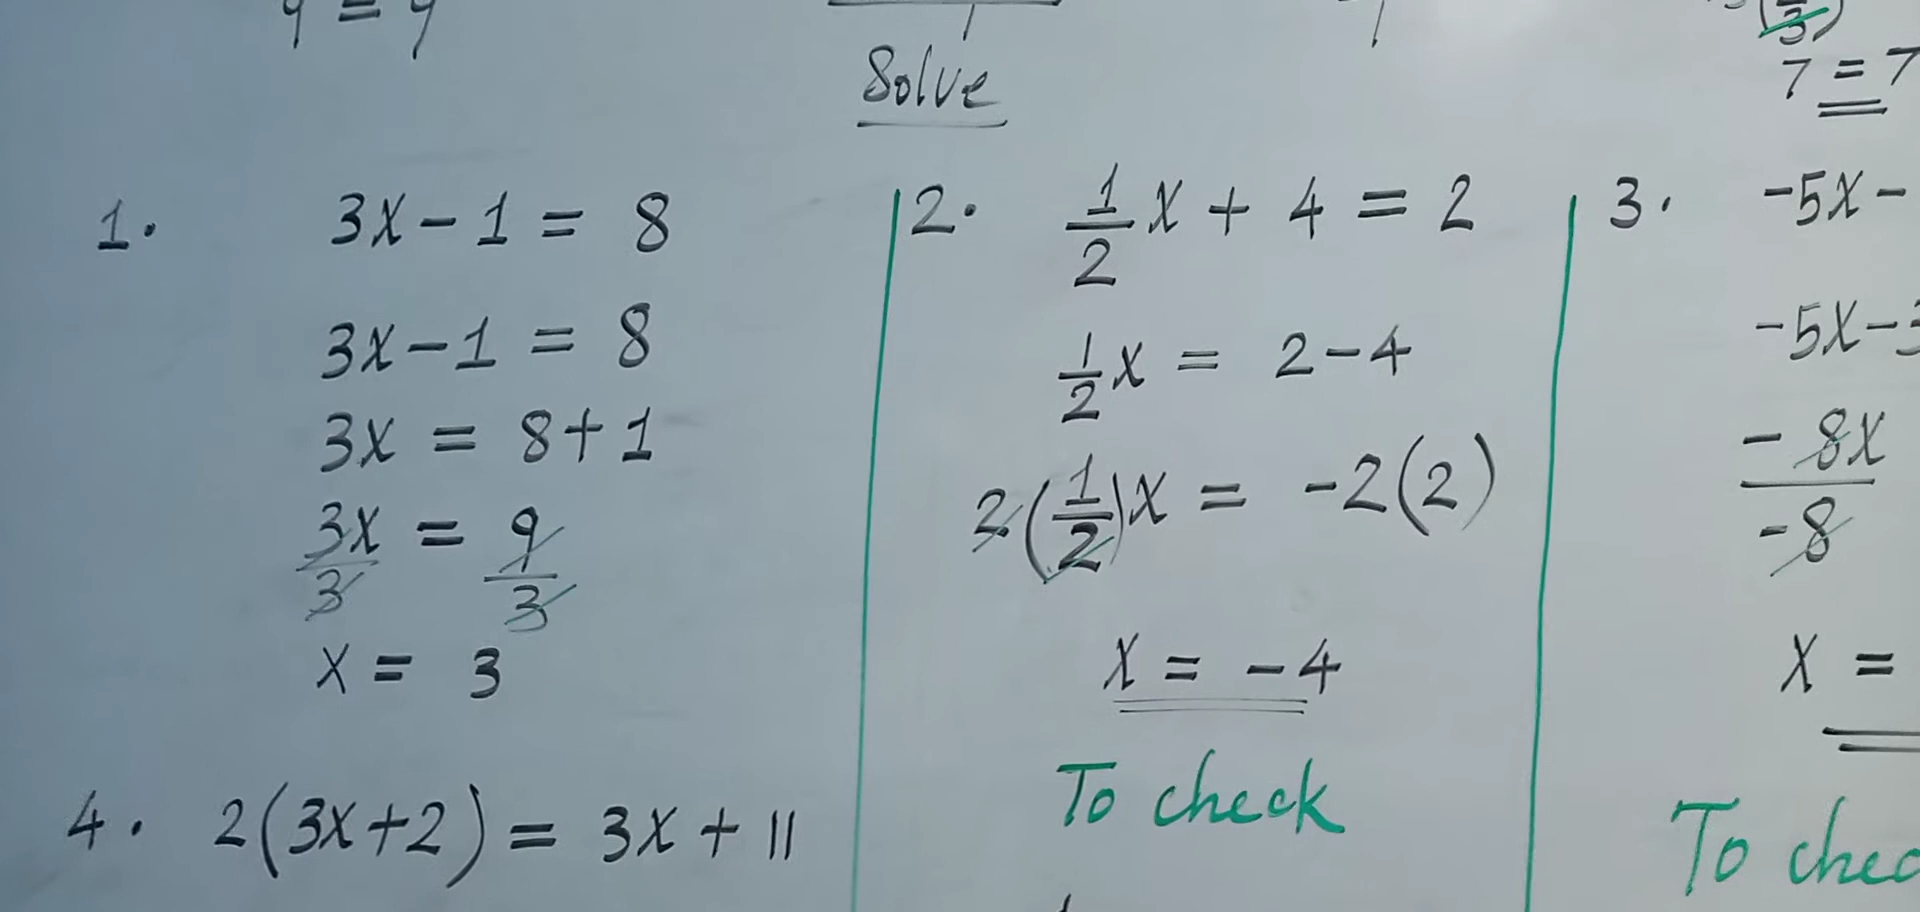 Solve
7 = 7
1. 3x - 1 = 8
3x - 1 = 8
3x = 8 + 1
3x/3 = 9/3
x = 3
4. 2(3x+2) = 3x + 11
2. 1/2 x + 4 = 2
1/2 x = 2 - 4
2(1/2)x = -2(2)
x = -4
To check
3. -5x -
-5x -
-8x/-8
x =
To chec